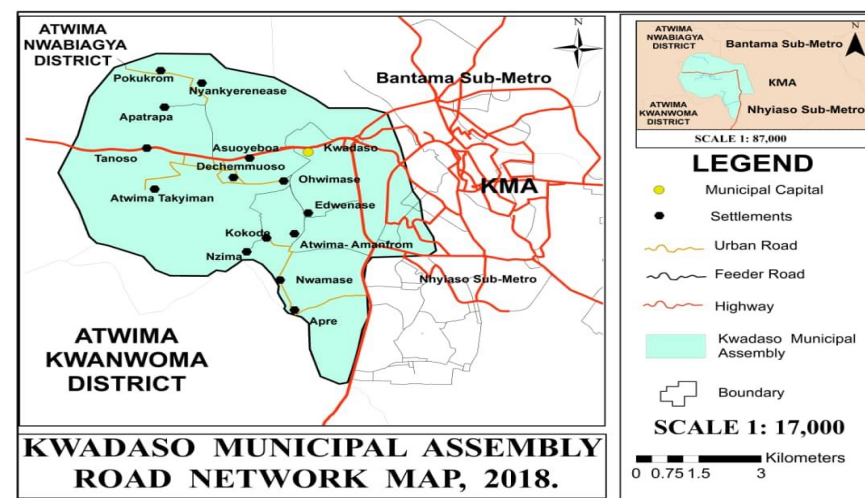 ATWIMA
NWABIAGYA
DISTRICT
N
Pokukrom
Nyankyerenease
Bantama Sub-Metro
Apatrapa
Tanoso
Asuoyeboa
Kwadaso
Dechemmuoso
Ohwimase
KMA
Atwima Takyiman
Edwenase
Kokode
Atwima- Amanfrom
Nzima
Nwamase
Nhyiaso Sub-Metro
Apre
ATWIMA
KWANWOMA
DISTRICT
KWADASO MUNICIPAL ASSEMBLY
ROAD NETWORK MAP, 2018.
ATWIMA
NWABIAGYA
DISTRICT
Bantama Sub-Metro
N
KMA
ATWIMA
KWANWOMA
DISTRICT
Nhyiaso Sub-Metro
SCALE 1: 87,000
LEGEND
Municipal Capital
Settlements
Urban Road
Feeder Road
Highway
Kwadaso Municipal
Assembly
Boundary
SCALE 1: 17,000
Kilometers
0 0.75 1.5 3